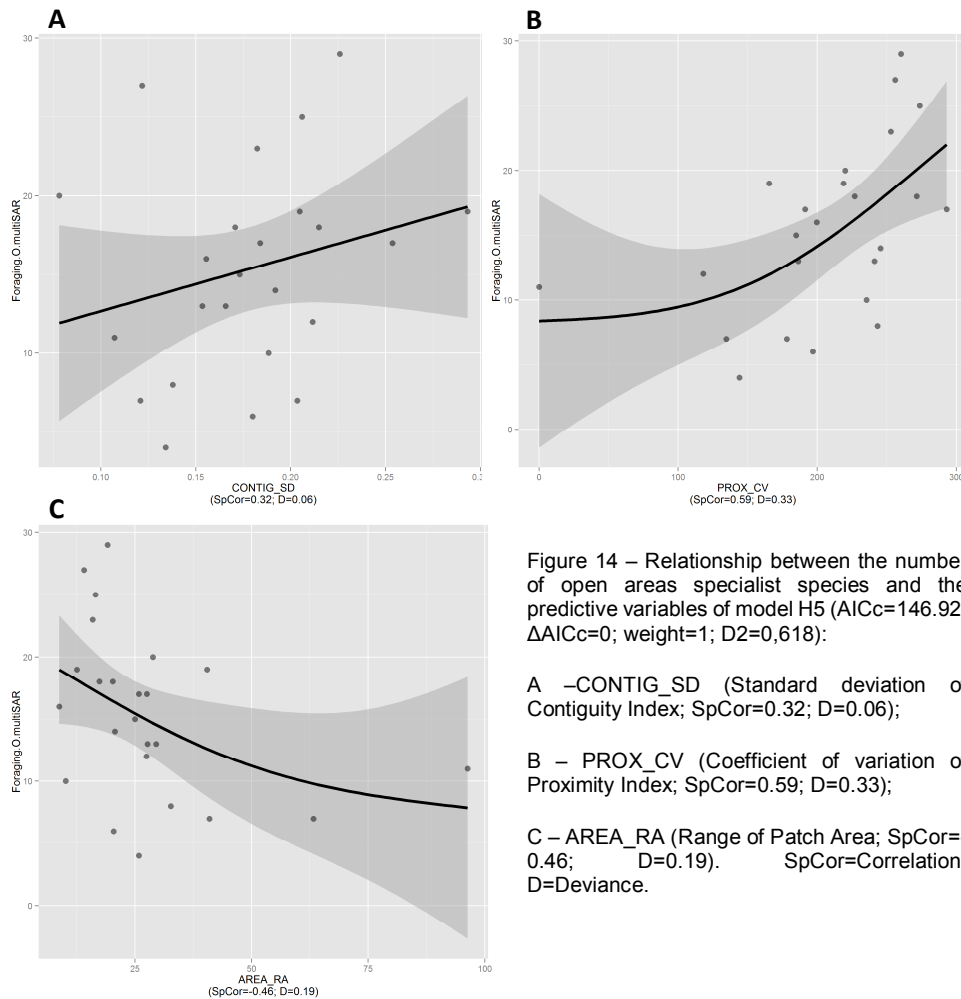 A
30
20
10
Foraging.O.multiSAR
0.10
0.15
0.20
0.25
0.3
CONTIG_SD
(SpCor=0.32; D=0.06)
B
30
20
10
0
Foraging.O.multiSAR
0
100
200
300
PROX_CV
(SpCor=0.59; D=0.33)
C
30
20
10
0
Foraging.O.multiSAR
25
50
75
100
AREA_RA
(SpCor=-0.46; D=0.19)
Figure 14 – Relationship between the number
of open areas specialist species and the
predictive variables of model H5 (AICc=146.92
ΔAICc=0; weight=1; D2=0,618):
A –CONTIG_SD (Standard deviation o
Contiguity Index; SpCor=0.32; D=0.06);
B – PROX_CV (Coefficient of variation o
Proximity Index; SpCor=0.59; D=0.33);
C – AREA_RA (Range of Patch Area; SpCor=
0.46; D=0.19). SpCor=Correlation
D=Deviance.